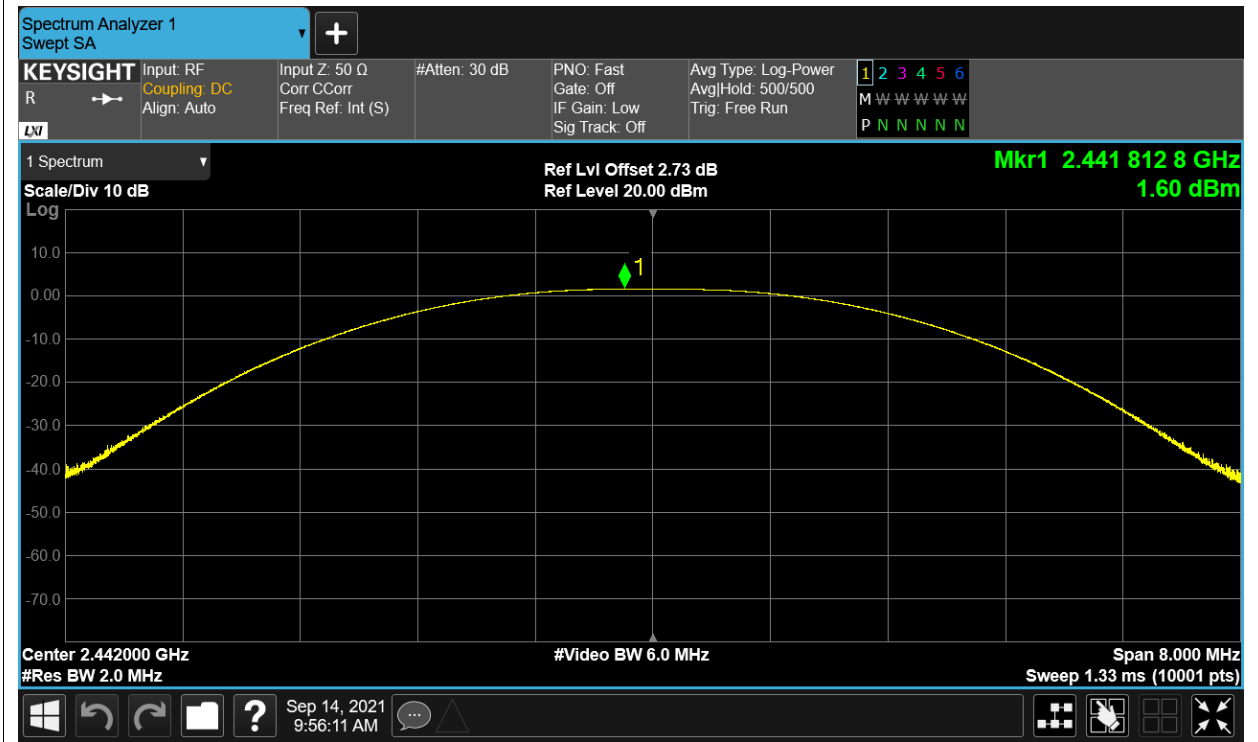 Spectrum Analyzer 1
Swept SA
KEYSIGHT
R
LXI
Input: RF
Coupling: DC
Align: Auto
Input Z: 50 Ω
Corr CCorr
Freq Ref: Int (S)
#Atten: 30 dB
PNO: Fast
Gate: Off
IF Gain: Low
Sig Track: Off
Avg Type: Log-Power
Avg|Hold: 500/500
Trig: Free Run
1 2 3 4 5 6
M W W W W W
P N N N N N
1 Spectrum
Scale/Div 10 dB
Log
Ref Lvl Offset 2.73 dB
Ref Level 20.00 dBm
Mkr1 2.441 812 8 GHz
1.60 dBm
10.0
1
0.00
-10.0
-20.0
-30.0
-40.0
-50.0
-60.0
-70.0
Center 2.442000 GHz
#Res BW 2.0 MHz
#Video BW 6.0 MHz
Span 8.000 MHz
Sweep 1.33 ms (10001 pts)
?
Sep 14, 2021
9:56:11 AM